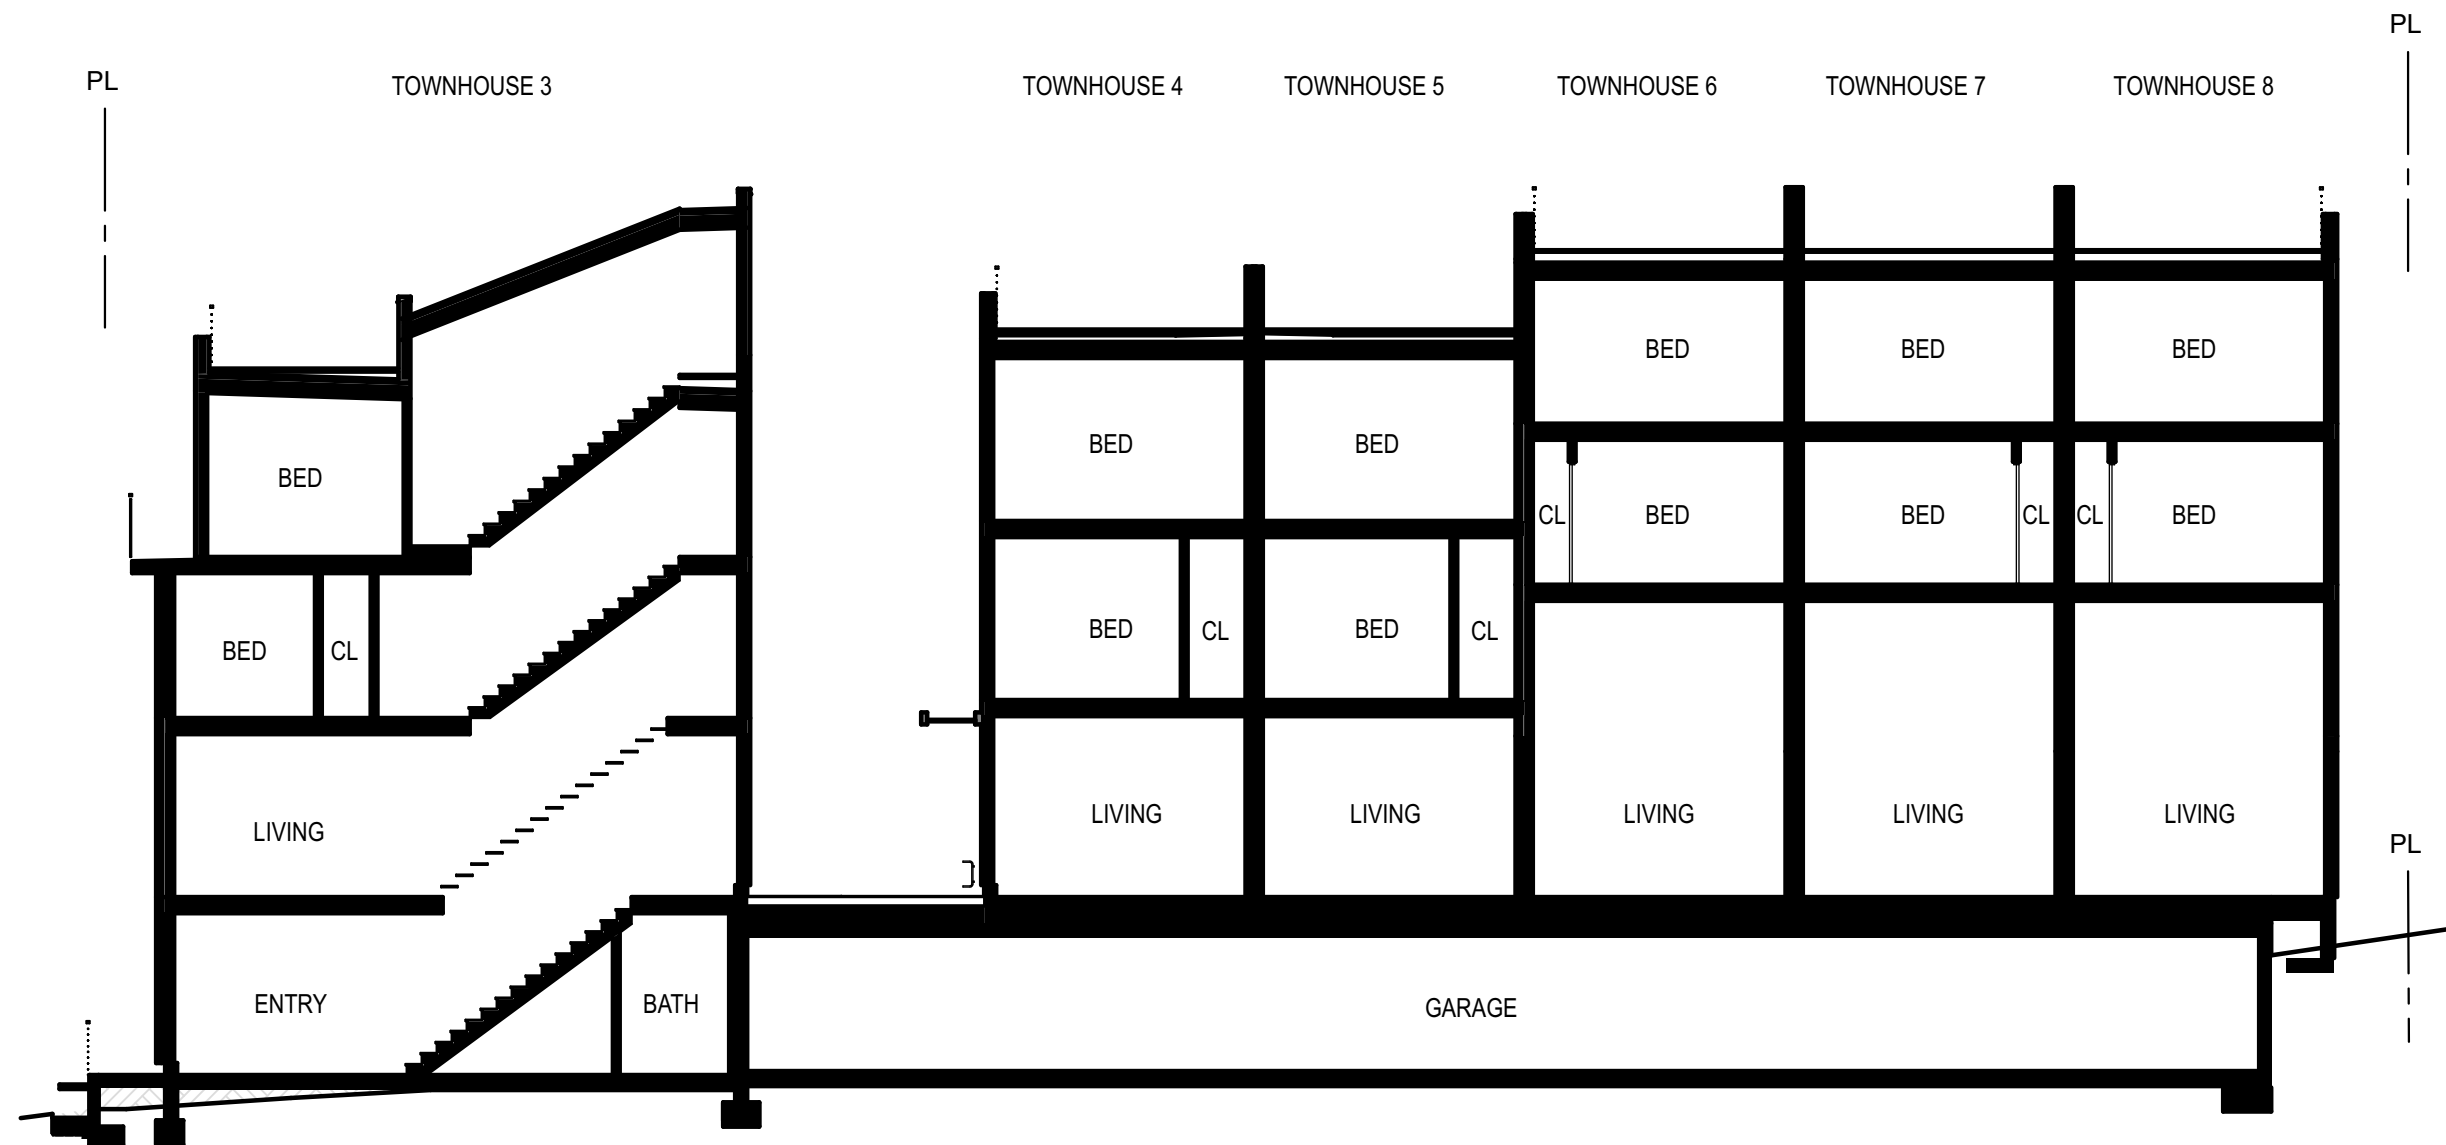 PL
PL
TOWNHOUSE 3
TOWNHOUSE 4
TOWNHOUSE 5
TOWNHOUSE 6
TOWNHOUSE 7
TOWNHOUSE 8
BED
BED
BED
BED
BED
BED
CL
BED
BED
CL
CL
BED
BED
CL
BED
CL
BED
CL
LIVING
LIVING
LIVING
LIVING
LIVING
LIVING
PL
ENTRY
BATH
GARAGE